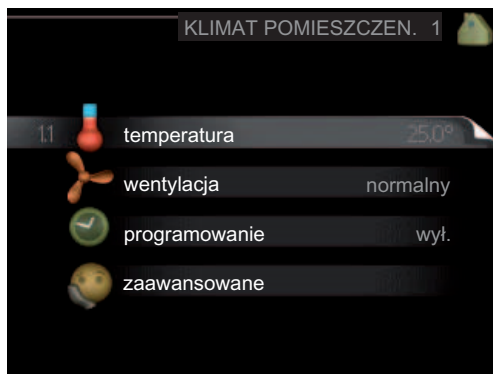 KLIMAT POMIESZCZEN. 1
1.1 temperatura 25.0°
wentylacja normalny
programowanie wył.
zaawansowane